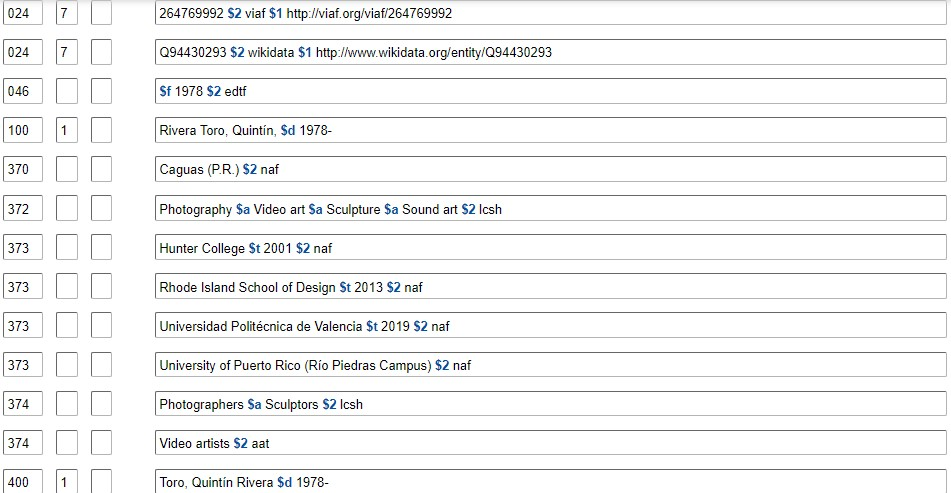 024 7 264769992 $2 viaf $1 http://viaf.org/viaf/264769992
024 7 Q94430293 $2 wikidata $1 http://www.wikidata.org/entity/Q94430293
046 $f 1978 $2 edtf
100 1 Rivera Toro, Quintín, $d 1978-
370 Caguas (P.R.) $2 naf
372 Photography $a Video art $a Sculpture $a Sound art $2 lcsh
373 Hunter College $t 2001 $2 naf
373 Rhode Island School of Design $t 2013 $2 naf
373 Universidad Politécnica de Valencia $t 2019 $2 naf
373 University of Puerto Rico (Río Piedras Campus) $2 naf
374 Photographers $a Sculptors $2 lcsh
374 Video artists $2 aat
400 1 Toro, Quintín Rivera $d 1978-